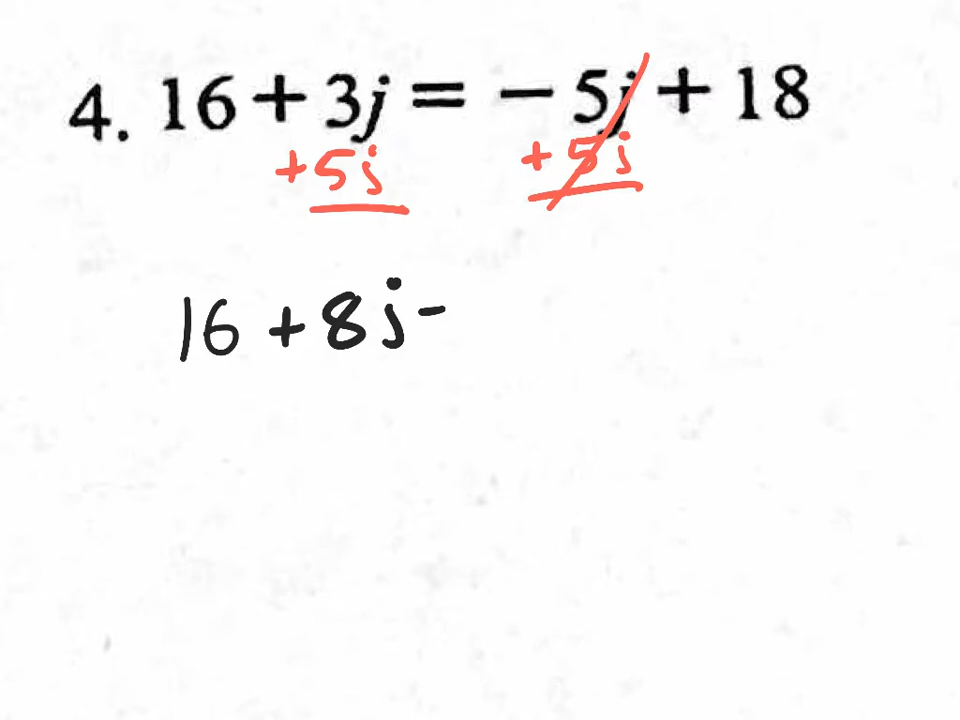 4. 16 + 3j = − 5j + 18
+5j +5j
16 + 8j -